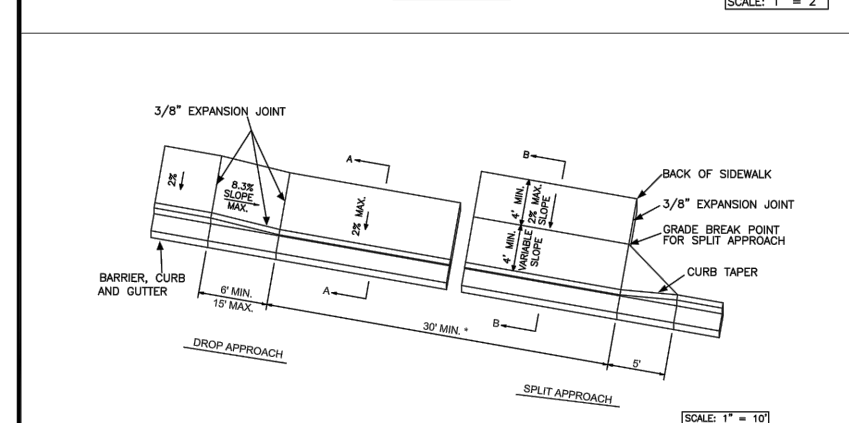 SCALE: 1" = 2'
3/8" EXPANSION JOINT
A
B
BACK OF SIDEWALK
2%
8.3%
SLOPE
MAX.
2% MAX.
4' MIN.
2% MAX.
SLOPE
3/8" EXPANSION JOINT
GRADE BREAK POINT
FOR SPLIT APPROACH
4' MIN.
VARIABLE
SLOPE
CURB TAPER
BARRIER, CURB
AND GUTTER
6' MIN.
15' MAX.
A
30' MIN. *
B
5'
DROP APPROACH
SPLIT APPROACH
SCALE: 1" = 10'